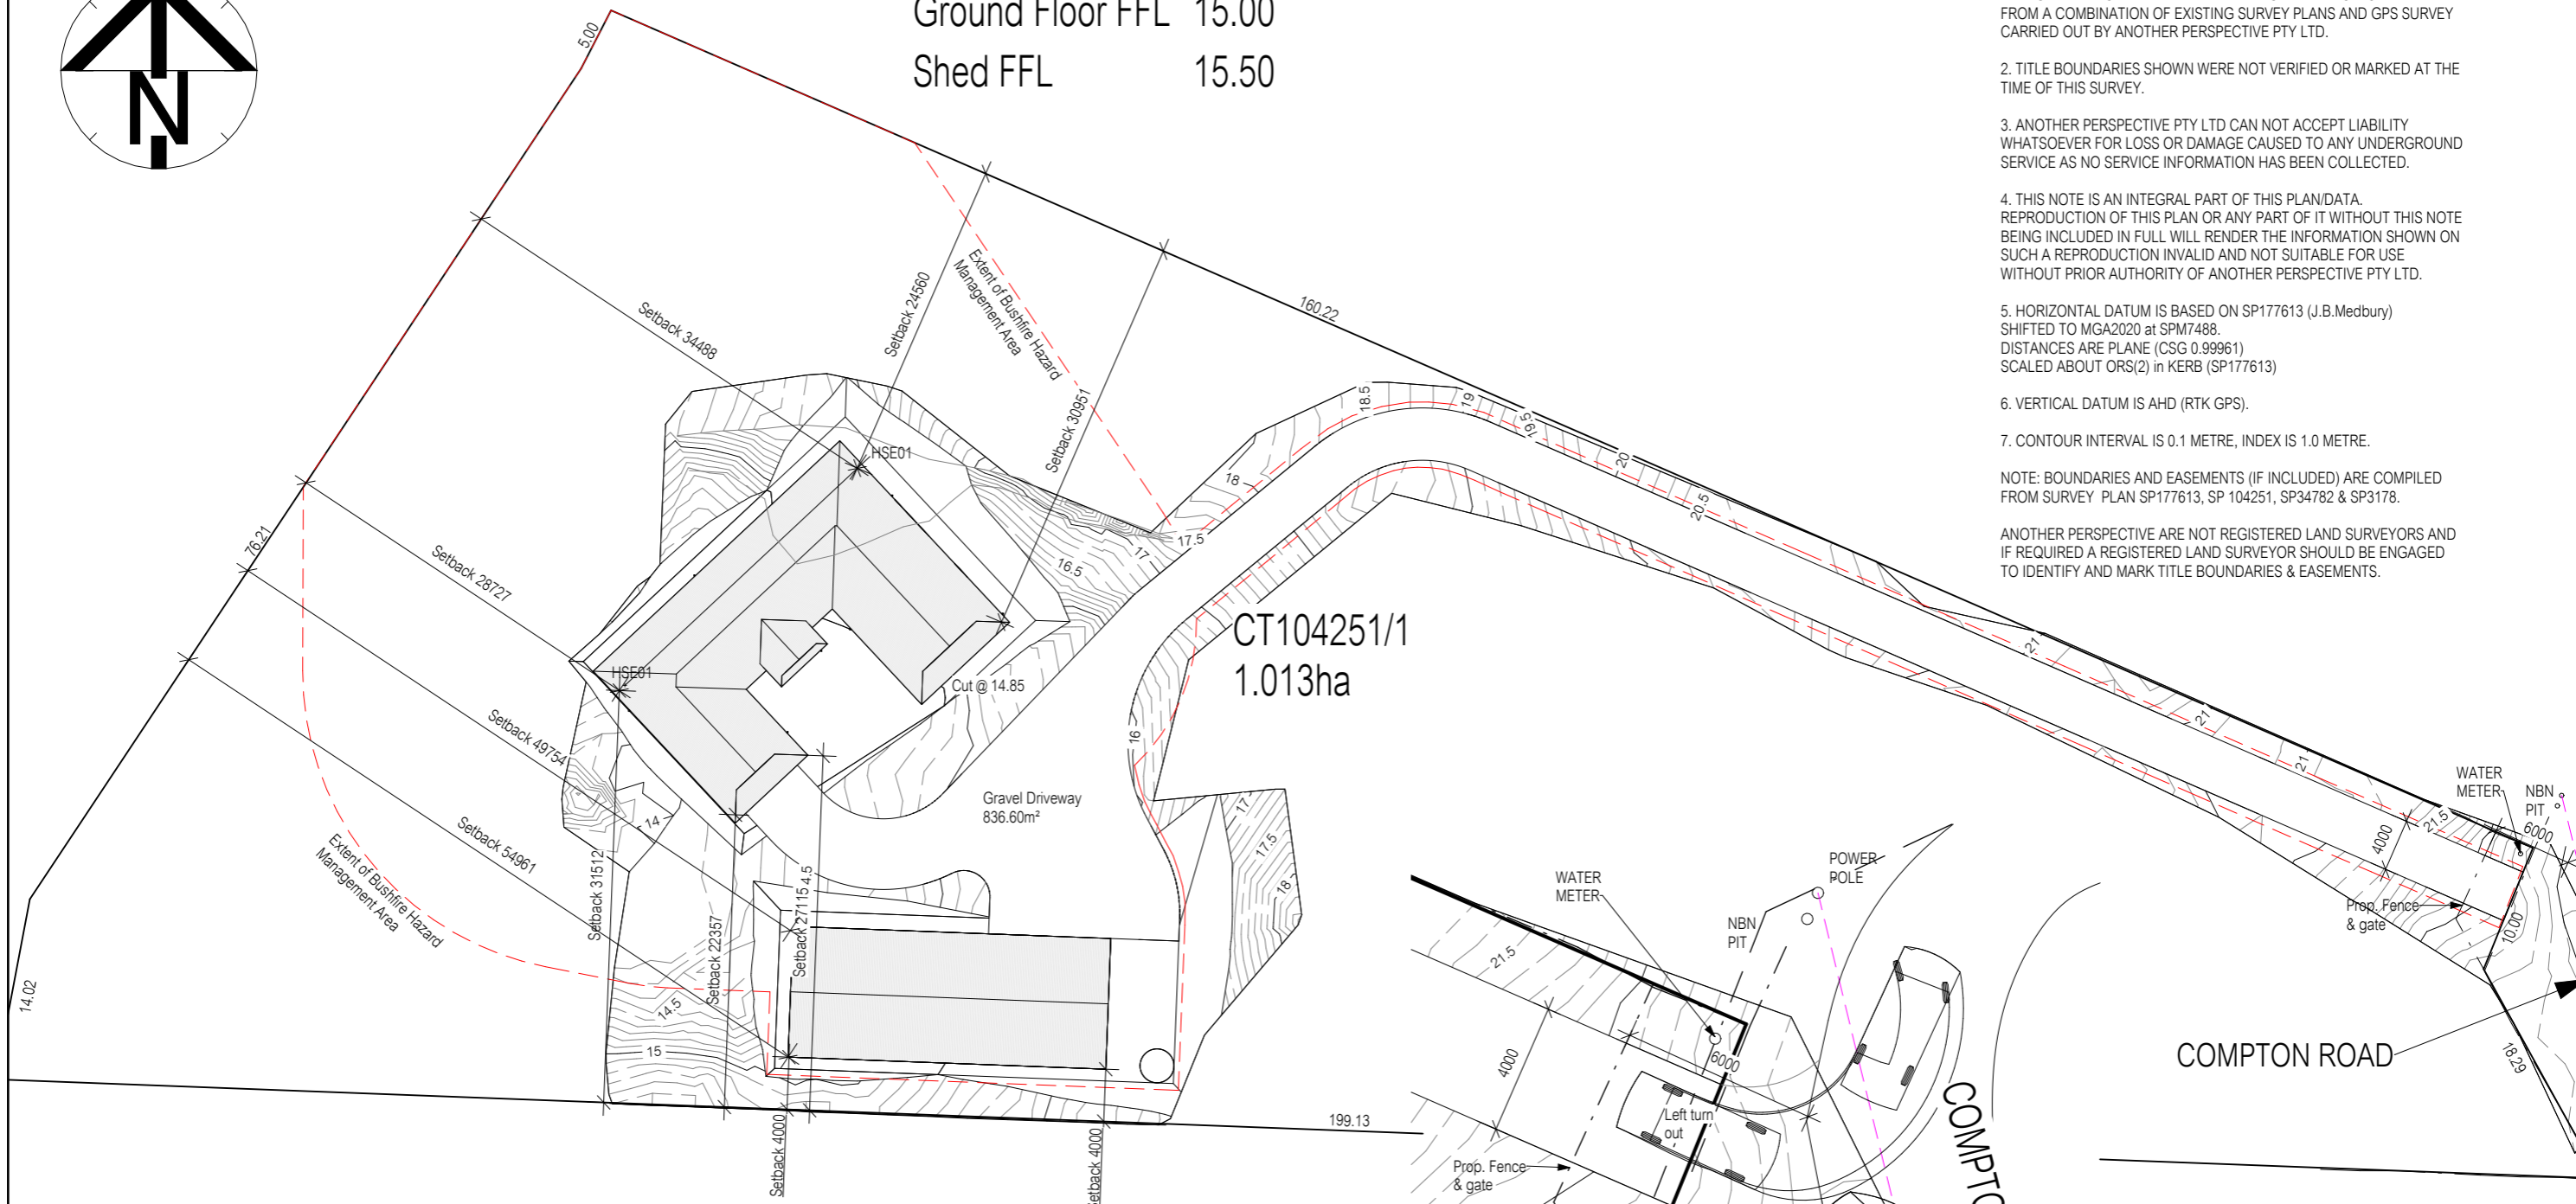 N
Ground Floor FFL 15.00
Shed FFL 15.50
FROM A COMBINATION OF EXISTING SURVEY PLANS AND GPS SURVEY
CARRIED OUT BY ANOTHER PERSPECTIVE PTY LTD.
2. TITLE BOUNDARIES SHOWN WERE NOT VERIFIED OR MARKED AT THE
TIME OF THIS SURVEY.
3. ANOTHER PERSPECTIVE PTY LTD CAN NOT ACCEPT LIABILITY
WHATSOEVER FOR LOSS OR DAMAGE CAUSED TO ANY UNDERGROUND
SERVICE AS NO SERVICE INFORMATION HAS BEEN COLLECTED.
4. THIS NOTE IS AN INTEGRAL PART OF THIS PLAN/DATA.
REPRODUCTION OF THIS PLAN OR ANY PART OF IT WITHOUT THIS NOTE
BEING INCLUDED IN FULL WILL RENDER THE INFORMATION SHOWN ON
SUCH A REPRODUCTION INVALID AND NOT SUITABLE FOR USE
WITHOUT PRIOR AUTHORITY OF ANOTHER PERSPECTIVE PTY LTD.
5. HORIZONTAL DATUM IS BASED ON SP177613 (J.B.Medbury)
SHIFTED TO MGA2020 at SPM7488.
DISTANCES ARE PLANE (CSG 0.99961)
SCALED ABOUT ORS(2) in KERB (SP177613)
6. VERTICAL DATUM IS AHD (RTK GPS).
7. CONTOUR INTERVAL IS 0.1 METRE, INDEX IS 1.0 METRE.
NOTE: BOUNDARIES AND EASEMENTS (IF INCLUDED) ARE COMPILED
FROM SURVEY PLAN SP177613, SP 104251, SP34782 & SP3178.
ANOTHER PERSPECTIVE ARE NOT REGISTERED LAND SURVEYORS AND
IF REQUIRED A REGISTERED LAND SURVEYOR SHOULD BE ENGAGED
TO IDENTIFY AND MARK TITLE BOUNDARIES & EASEMENTS.
5.00
160.22
Setback 34488
Setback 24560
Extent of Bushfire Hazard
Management Area
Setback 30951
18.5
19
19.5
20
20.5
21
21
21
21.5
18
17.5
17
16.5
HSE01
HSE01
76.21
Setback 28727
Setback 49754
Setback 54961
Extent of Bushfire Hazard
Management Area
14.02
CT104251/1
1.013ha
Cut @ 14.85
16
Gravel Driveway
836.60m²
17
17.5
18
14
Setback 31512
Setback 22357
Setback 27115
4.5
14.5
15
Setback 4000
Setback 4000
199.13
WATER
METER
NBN
PIT
6000
4000
Prop. Fence
& gate
10.00
COMPTON ROAD
18.29
WATER
METER
NBN
PIT
POWER
POLE
21.5
4000
6000
Left turn
out
Prop. Fence
& gate